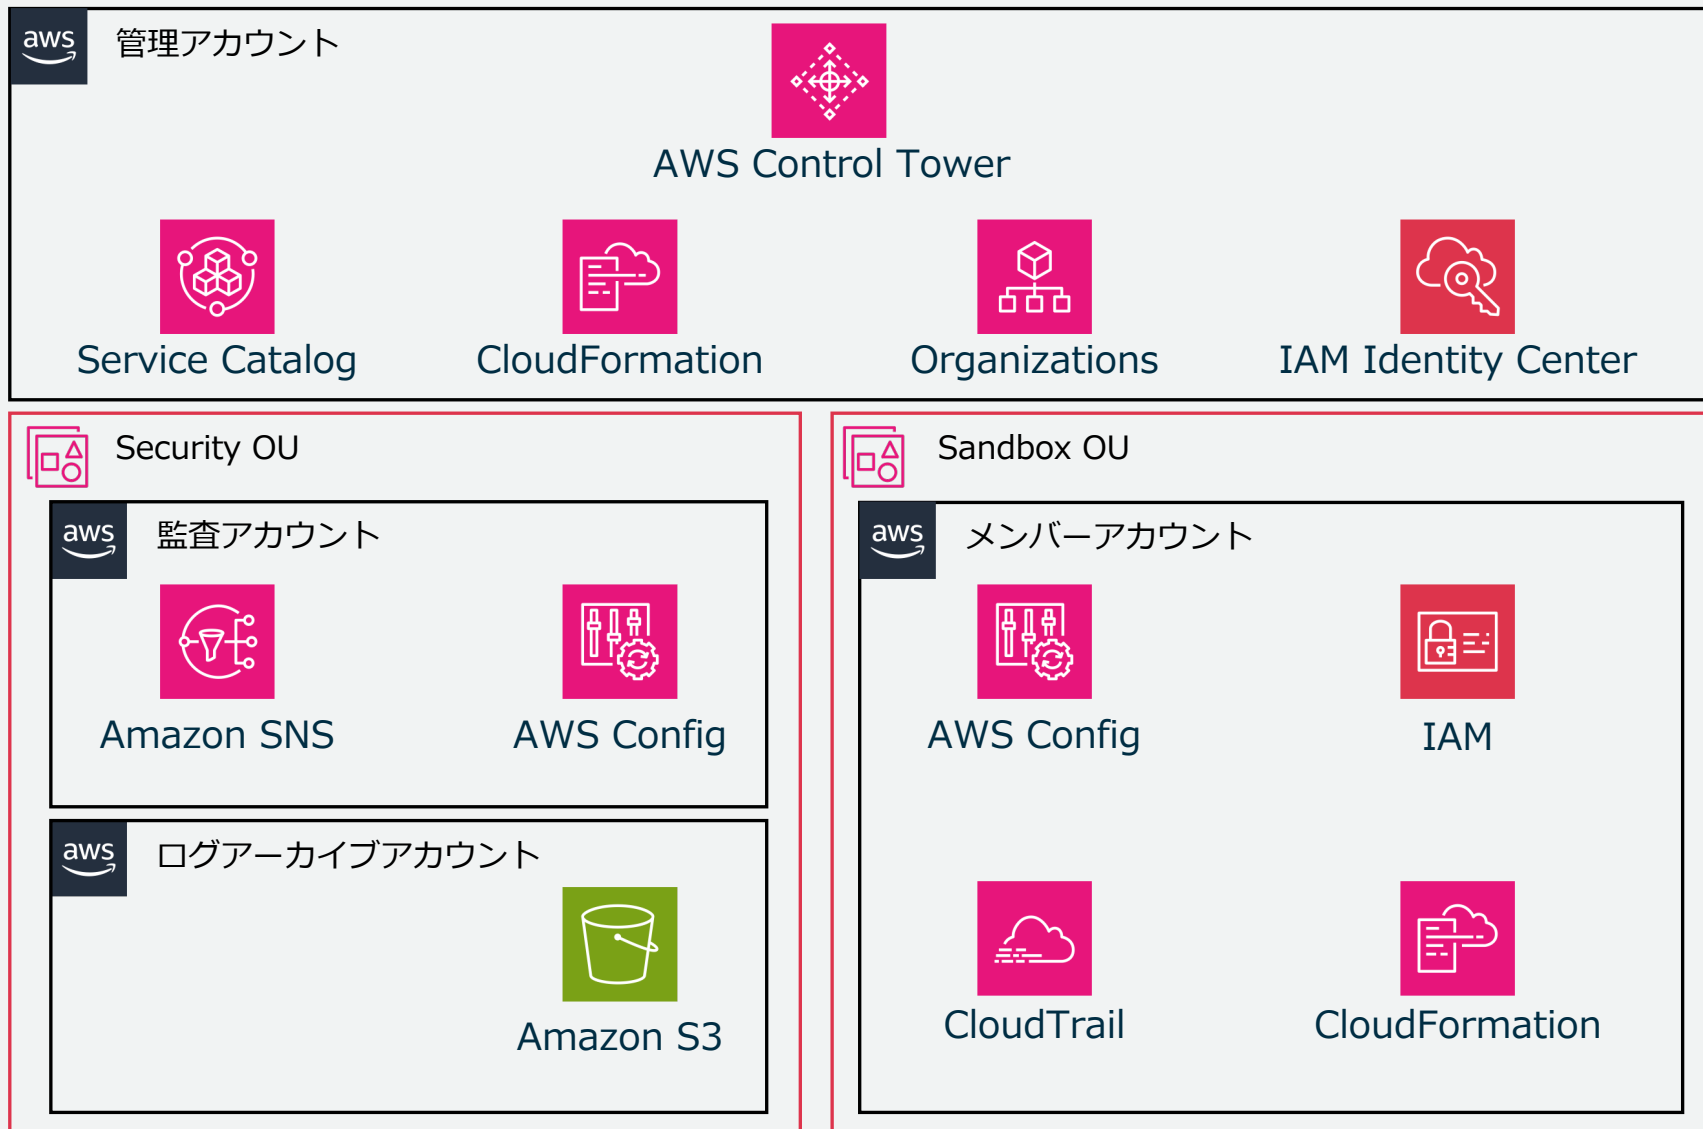 aws
管理アカウント
AWS Control Tower
Service Catalog
CloudFormation
Organizations
IAM Identity Center
Security OU
aws
監査アカウント
Amazon SNS
AWS Config
aws
ログアーカイブアカウント
Amazon S3
Sandbox OU
aws
メンバーアカウント
AWS Config
IAM
CloudTrail
CloudFormation